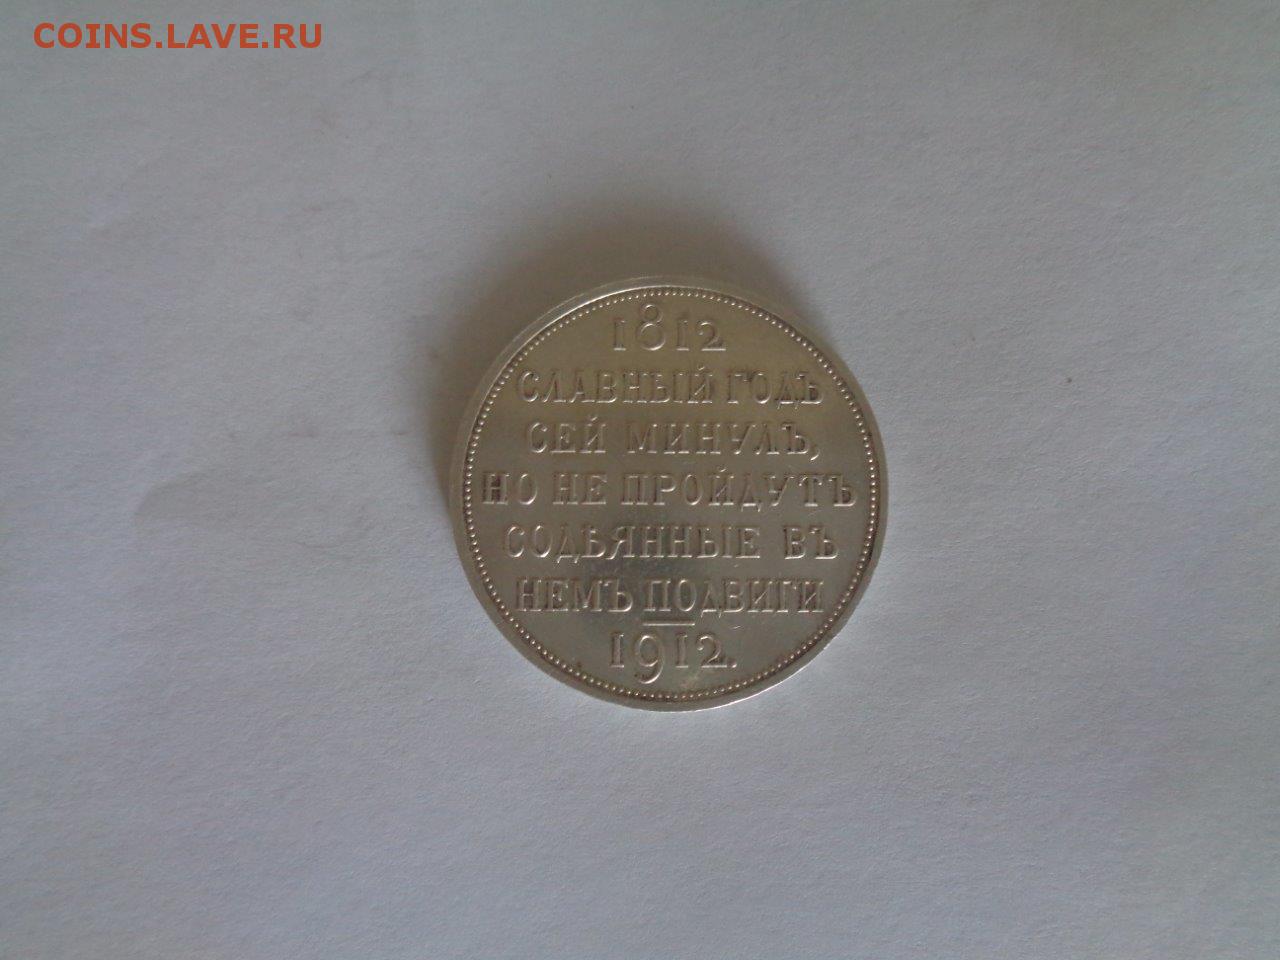 COINS.LAVE.RU
1812
СЛАВНЫЙ ГОДЪ
СЕЙ МИНУЛЪ,
НО НЕ ПРОЙДУТЪ
СОДѢЯННЫЕ ВЪ
НЕМЪ ПОДВИГИ
1912.